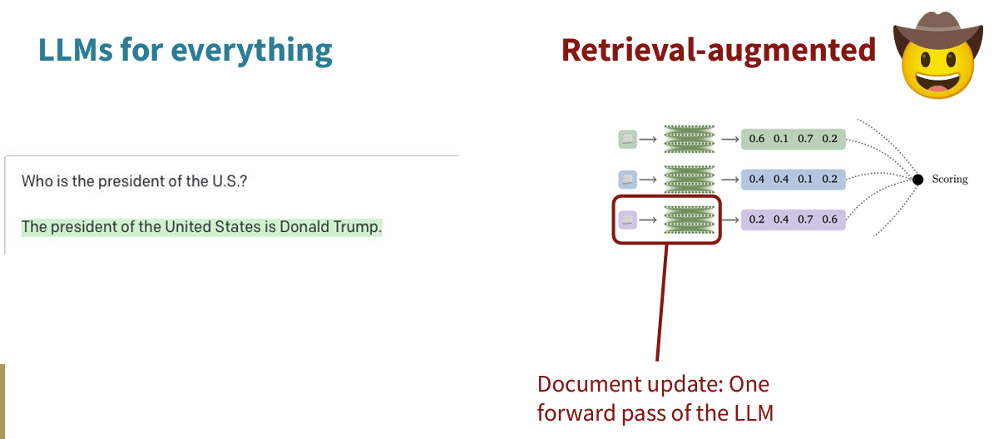 LLMs for everything
Who is the president of the U.S.?
The president of the United States is Donald Trump.
Retrieval-augmented
0.6 0.1 0.7 0.2
0.4 0.4 0.1 0.2
Scoring
0.2 0.4 0.7 0.6
Document update: One
forward pass of the LLM